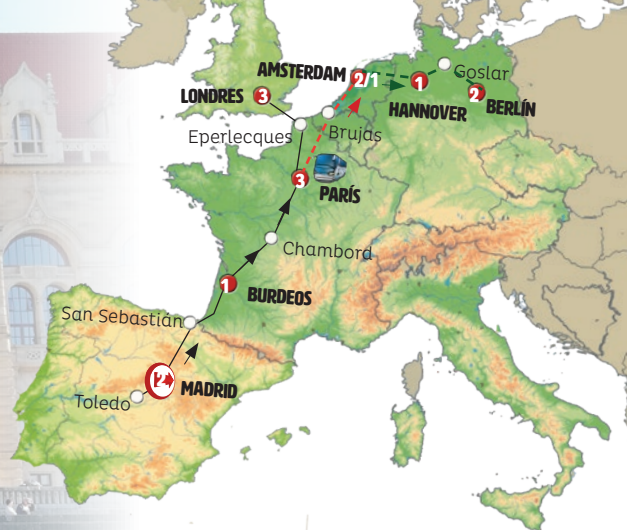 AMSTERDAM 2/1
Goslar
LONDRES 3
1
2 BERLÍN
HANNOVER
Eperlecques
Brujas
3
PARÍS
Chambord
1
BURDEOS
San Sebastián
2
MADRID
Toledo